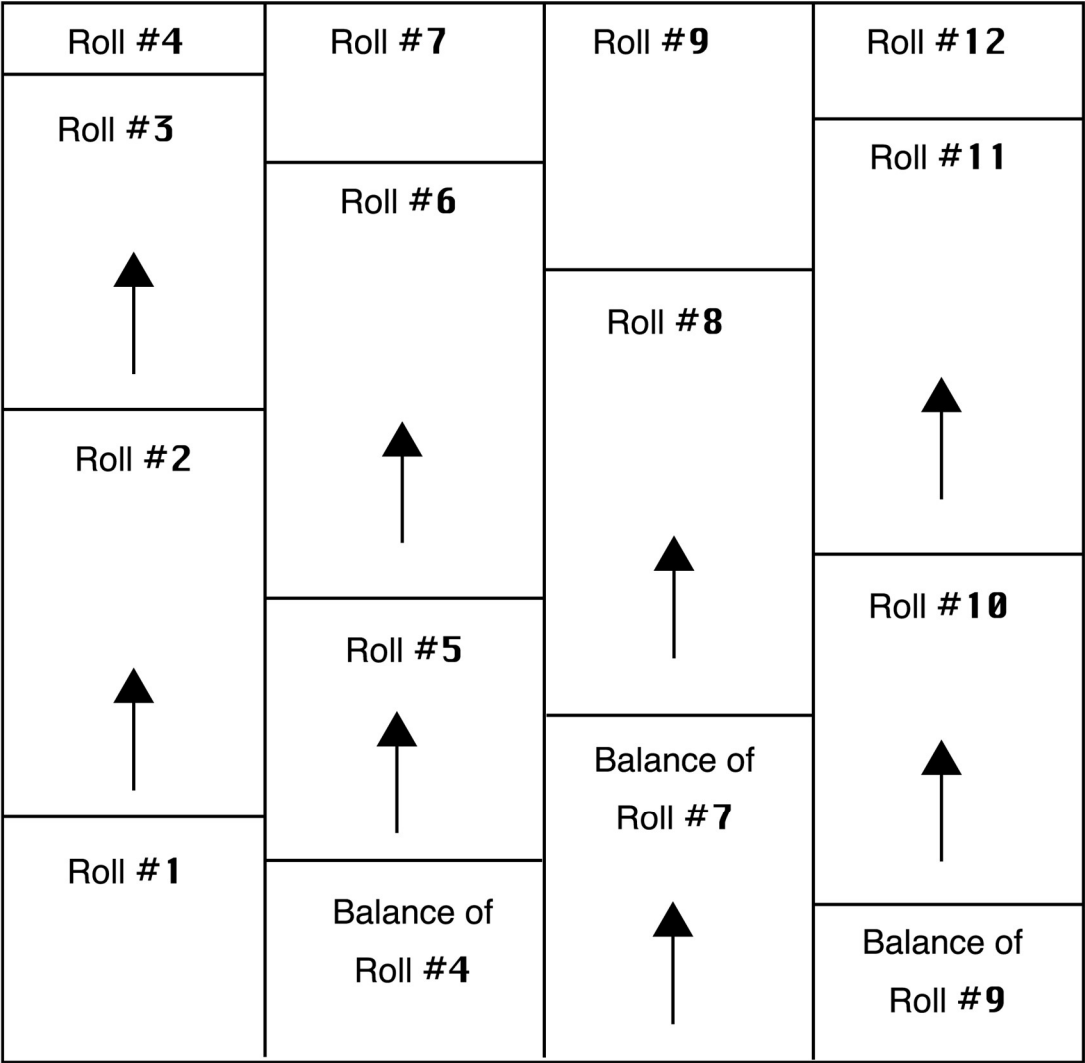 Roll #4
Roll #3
Roll #2
Roll #1
Roll #7
Roll #6
Roll #5
Balance of
Roll #4
Roll #9
Roll #8
Balance of
Roll #7
Roll #12
Roll #11
Roll #10
Balance of
Roll #9